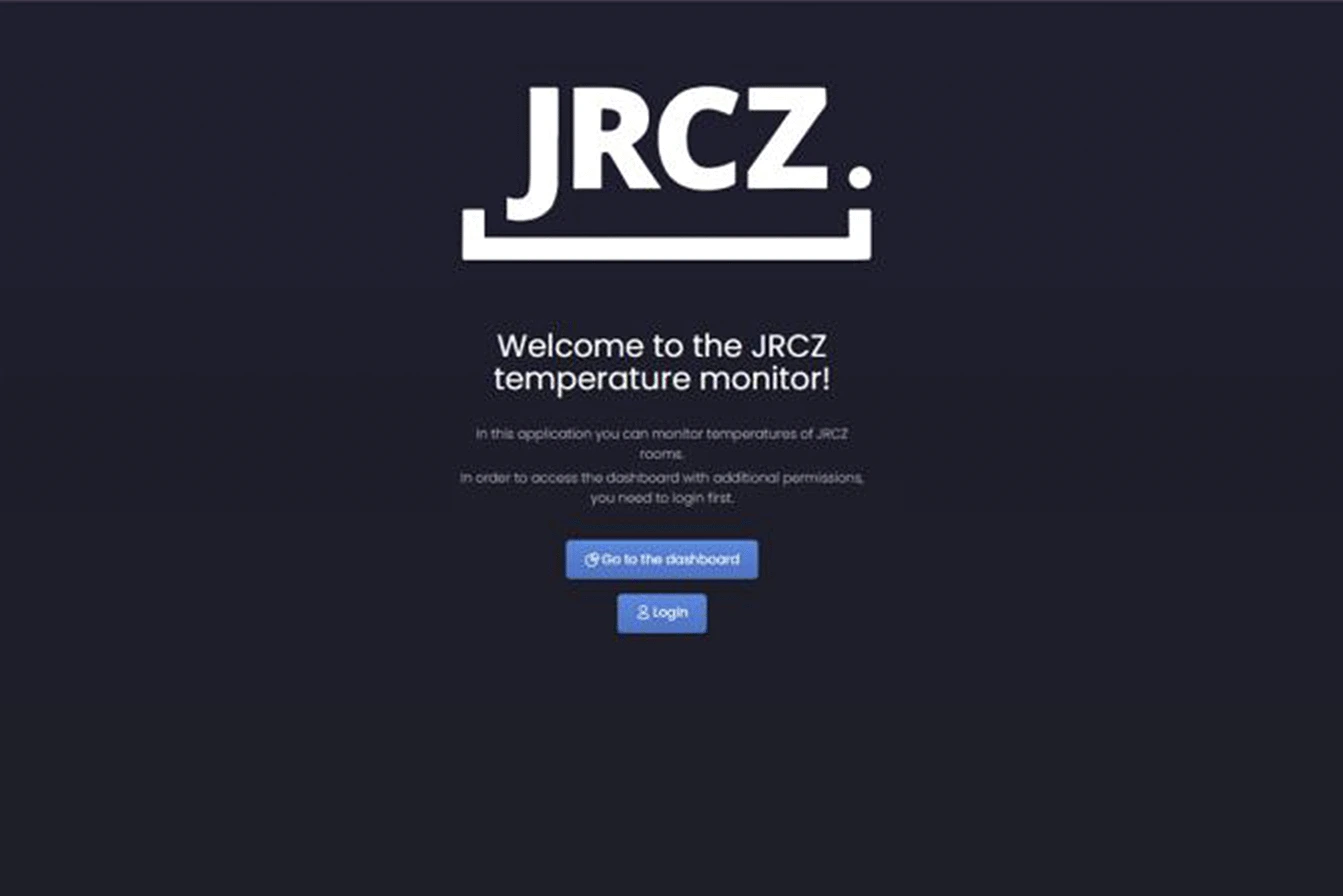 JRCZ.
Welcome to the JRCZ
temperature monitor!
In this application you can monitor temperatures of JRCZ
rooms.
In order to access the dashboard with additional permissions,
you need to login first.
Go to the dashboard
Login